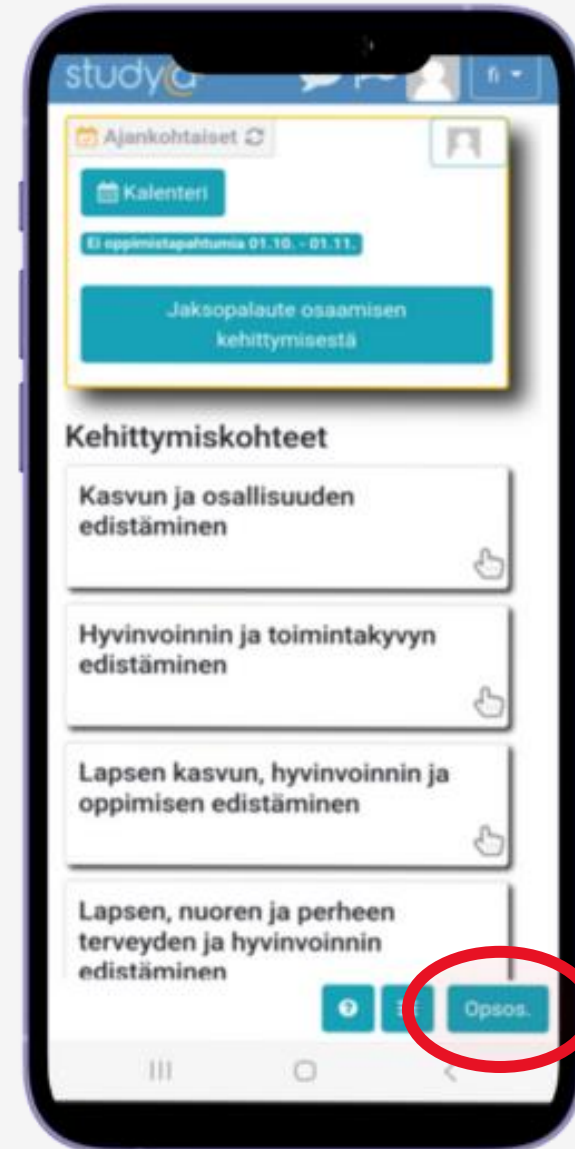 study@
fi
Ajankohtaiset
Kalenteri
Ei oppimistapahtumia 01.10. - 01.11.
Jaksopalaute osaamisen
kehittymisestä
Kehittymiskohteet
Kasvun ja osallisuuden
edistäminen
Hyvinvoinnin ja toimintakyvyn
edistäminen
Lapsen kasvun, hyvinvoinnin ja
oppimisen edistäminen
Lapsen, nuoren ja perheen
terveyden ja hyvinvoinnin
edistäminen
Opsos.